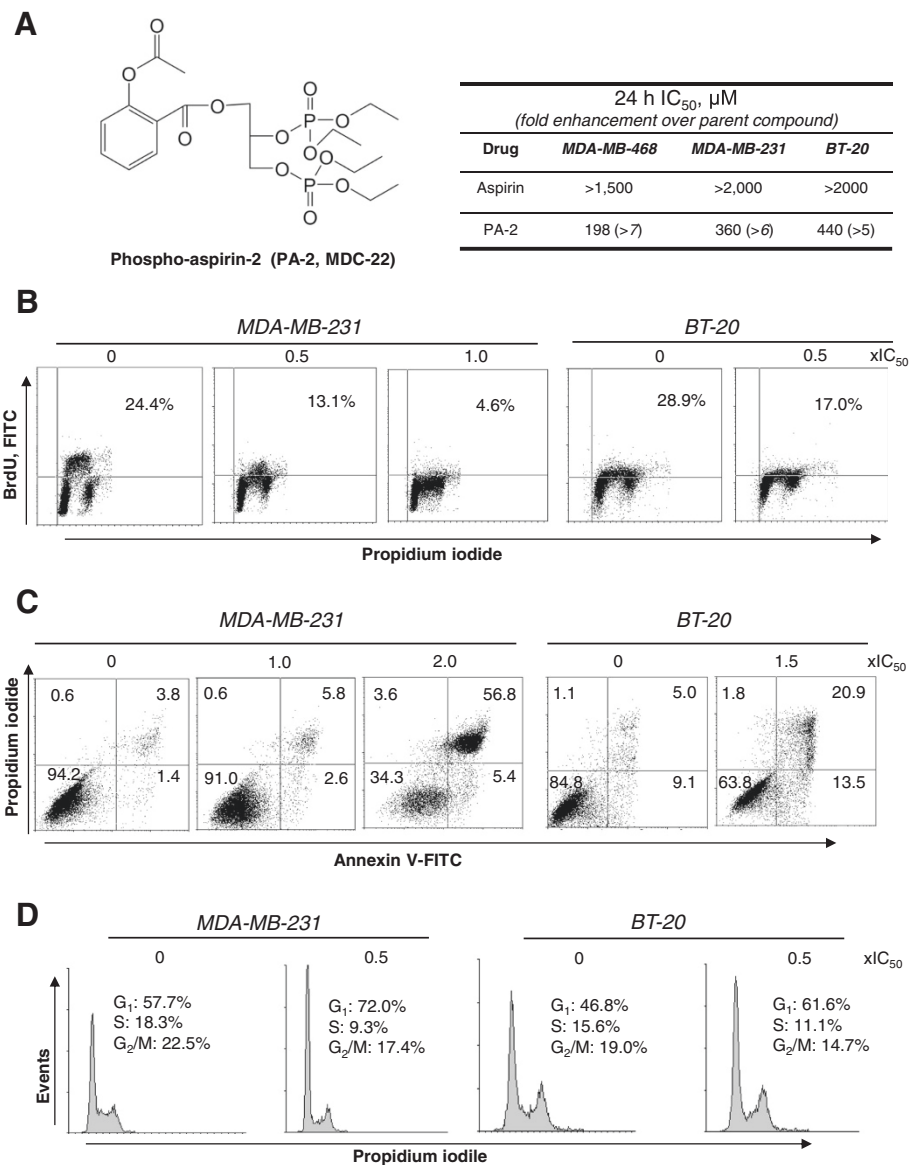 A
O
O
O
O
O
O
P
O
O
O
O
O
P
O
O
Phospho-aspirin-2 (PA-2, MDC-22)
24 h IC50, µM
(fold enhancement over parent compound)
Drug MDA-MB-468 MDA-MB-231 BT-20
Aspirin >1,500 >2,000 >2000
PA-2 198 (>7) 360 (>6) 440 (>5)
B
MDA-MB-231 BT-20
0 0.5 1.0 0 0.5 xIC50
24.4% 13.1% 4.6% 28.9% 17.0%
BrdU, FITC
Propidium iodide
C
MDA-MB-231 BT-20
0 1.0 2.0 0 1.5 xIC50
0.6 3.8 0.6 5.8 3.6 56.8 1.1 5.0 1.8 20.9
94.2 1.4 91.0 2.6 34.3 5.4 84.8 9.1 63.8 13.5
Propidium iodide
Annexin V-FITC
D
MDA-MB-231 BT-20
0 0.5 0 0.5 xIC50
G1: 57.7%
S: 18.3%
G2/M: 22.5%
G1: 72.0%
S: 9.3%
G2/M: 17.4%
G1: 46.8%
S: 15.6%
G2/M: 19.0%
G1: 61.6%
S: 11.1%
G2/M: 14.7%
Events
Propidium iodile